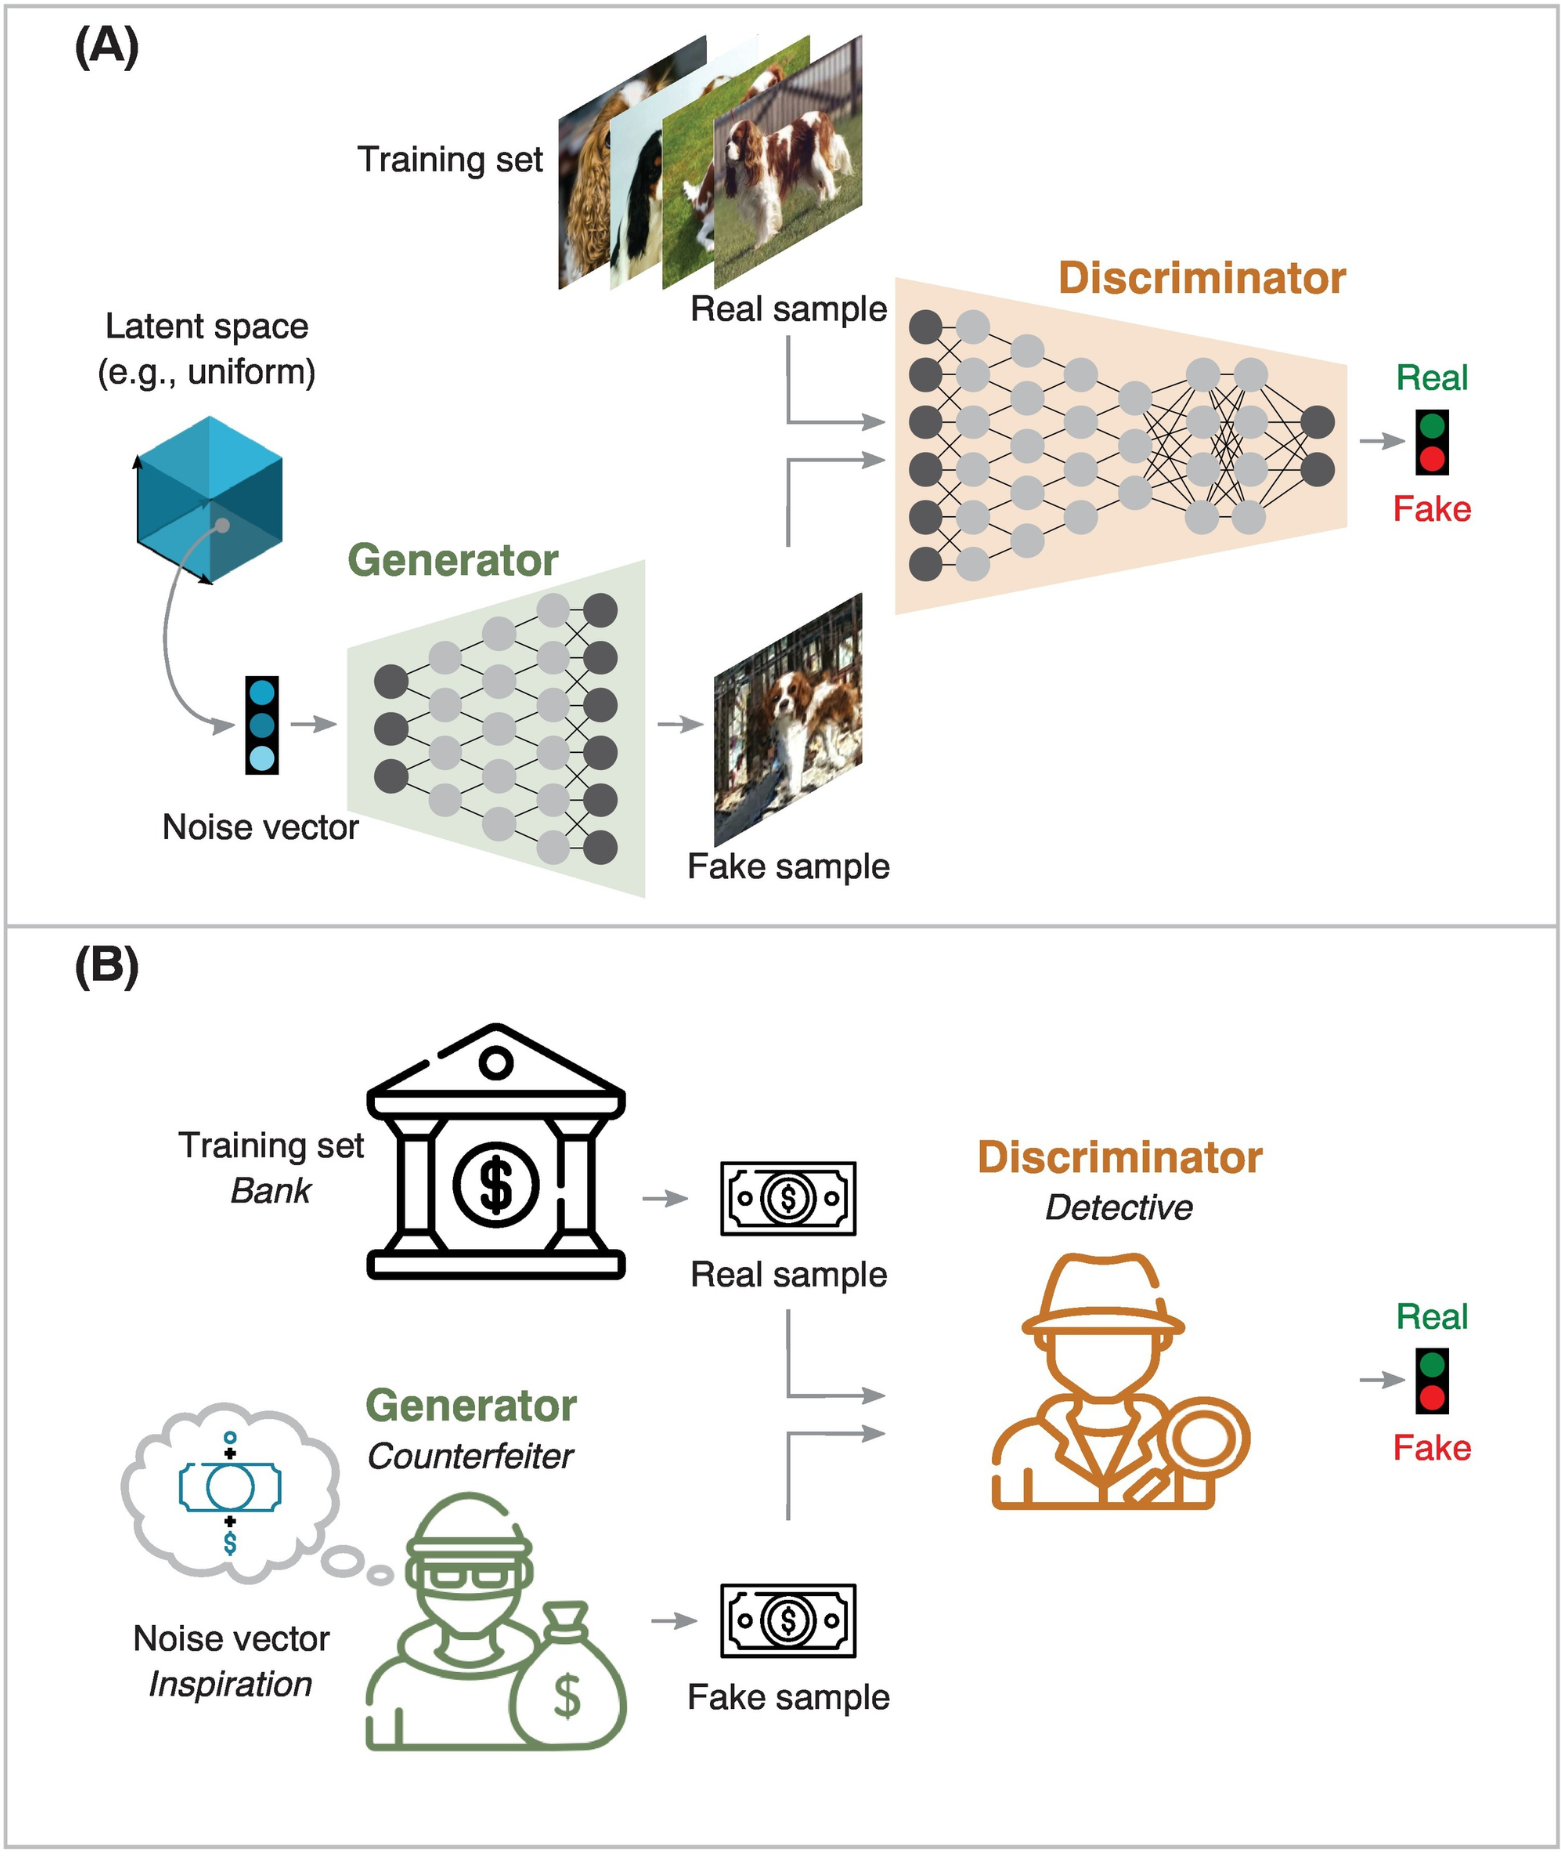 (A)
Training set
Real sample
Discriminator
Latent space
(e.g., uniform)
Real
Fake
Generator
Noise vector
Fake sample
(B)
Training set
Bank
$
$
Real sample
Discriminator
Detective
Real
Fake
Generator
Counterfeiter
$
Noise vector
Inspiration
$
$
Fake sample